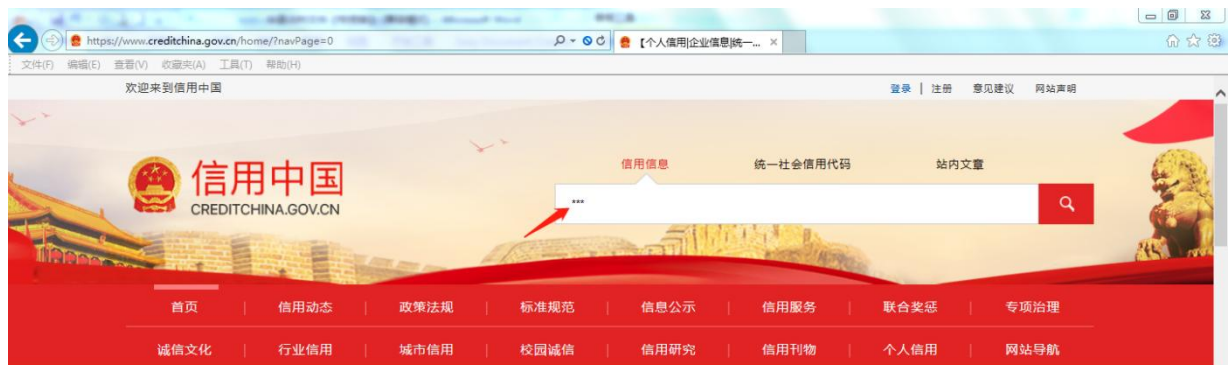 https://www.creditchina.gov.cn/home/?navPage=0
【个人信用|企业信息|统一... ×
文件(F) 编辑(E) 查看(V) 收藏夹(A) 工具(T) 帮助(H)
欢迎来到信用中国 登录 | 注册 意见建议 网站声明
信用中国
CREDITCHINA.GOV.CN
信用信息 统一社会信用代码 站内文章
***
首页 | 信用动态 | 政策法规 | 标准规范 | 信息公示 | 信用服务 | 联合奖惩 | 专项治理
诚信文化 | 行业信用 | 城市信用 | 校园诚信 | 信用研究 | 信用刊物 | 个人信用 | 网站导航